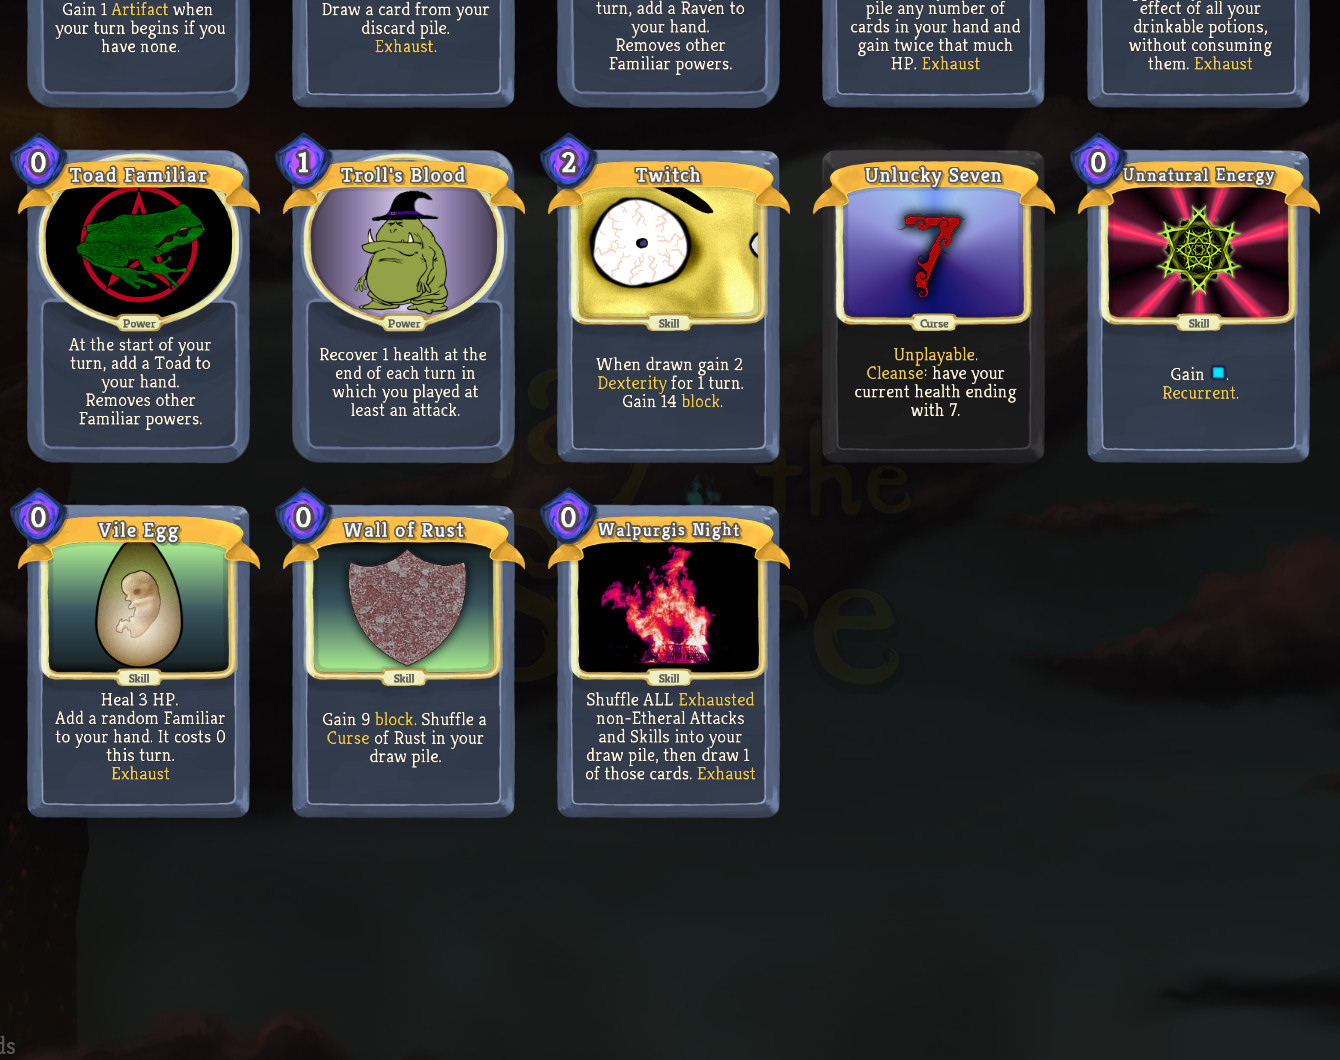 Gain 1 Artifact when
your turn begins if you
have none.
Draw a card from your
discard pile.
Exhaust.
turn, add a Raven to
your hand.
Removes other
Familiar powers.
pile any number of
cards in your hand and
gain twice that much
HP. Exhaust
effect of all your
drinkable potions,
without consuming
them. Exhaust
0
Toad Familiar
Power
At the start of your
turn, add a Toad to
your hand.
Removes other
Familiar powers.
1
Troll's Blood
Power
Recover 1 health at the
end of each turn in
which you played at
least an attack.
2
Twitch
Skill
When drawn gain 2
Dexterity for 1 turn.
Gain 14 block.
Unlucky Seven
7
Curse
Unplayable.
Cleanse: have your
current health ending
with 7.
0
Unnatural Energy
Skill
Gain .
Recurrent.
0
Vile Egg
Skill
Heal 3 HP.
Add a random Familiar
to your hand. It costs 0
this turn.
Exhaust
0
Wall of Rust
Skill
Gain 9 block. Shuffle a
Curse of Rust in your
draw pile.
0
Walpurgis Night
Skill
Shuffle ALL Exhausted
non-Etheral Attacks
and Skills into your
draw pile, then draw 1
of those cards. Exhaust
the